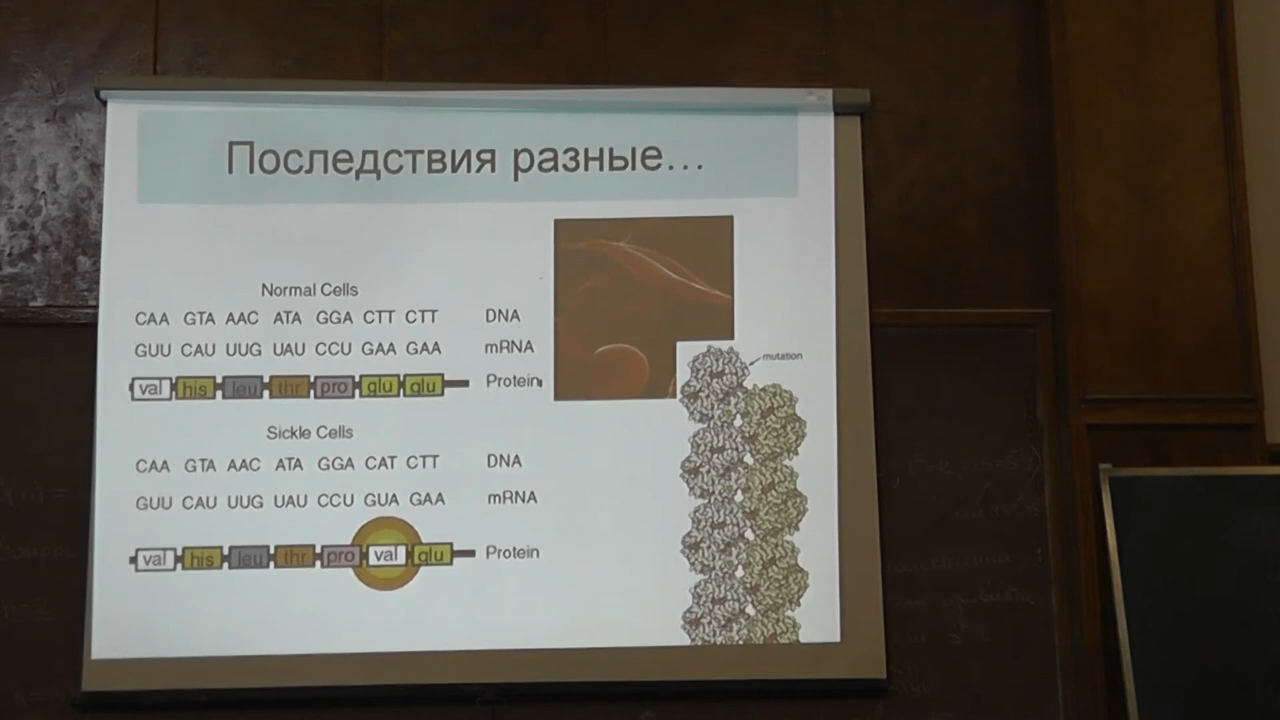 Последствия разные...
Normal Cells
CAA GTA AAC ATA GGA CTT CTT DNA
GUU CAU UUG UAU CCU GAA GAA mRNA
val his leu thr pro glu glu Protein
mutation
Sickle Cells
CAA GTA AAC ATA GGA CAT CTT DNA
GUU CAU UUG UAU CCU GUA GAA mRNA
val his leu thr pro val glu Protein